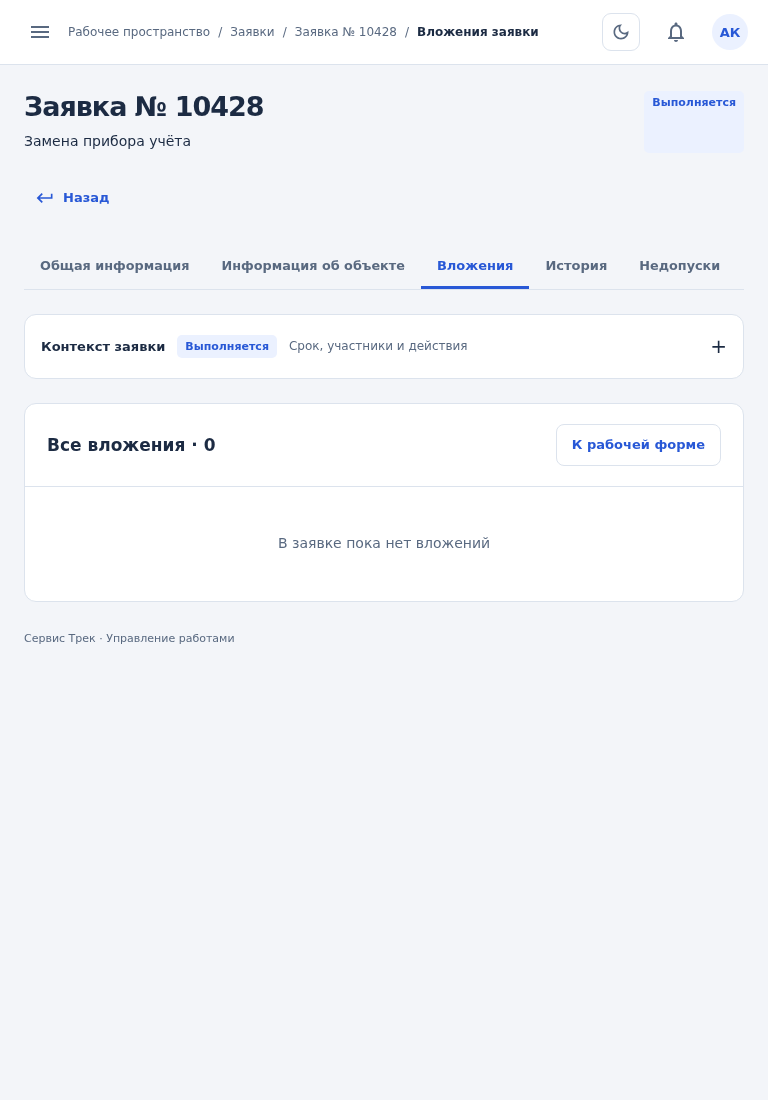 Рабочее пространство / Заявки / Заявка № 10428 / Вложения заявки
АК
Заявка № 10428
Выполняется
Замена прибора учёта
Назад
Общая информация
Информация об объекте
Вложения
История
Недопуски
Контекст заявки
Выполняется
Срок, участники и действия
Все вложения · 0
К рабочей форме
В заявке пока нет вложений
Сервис Трек · Управление работами